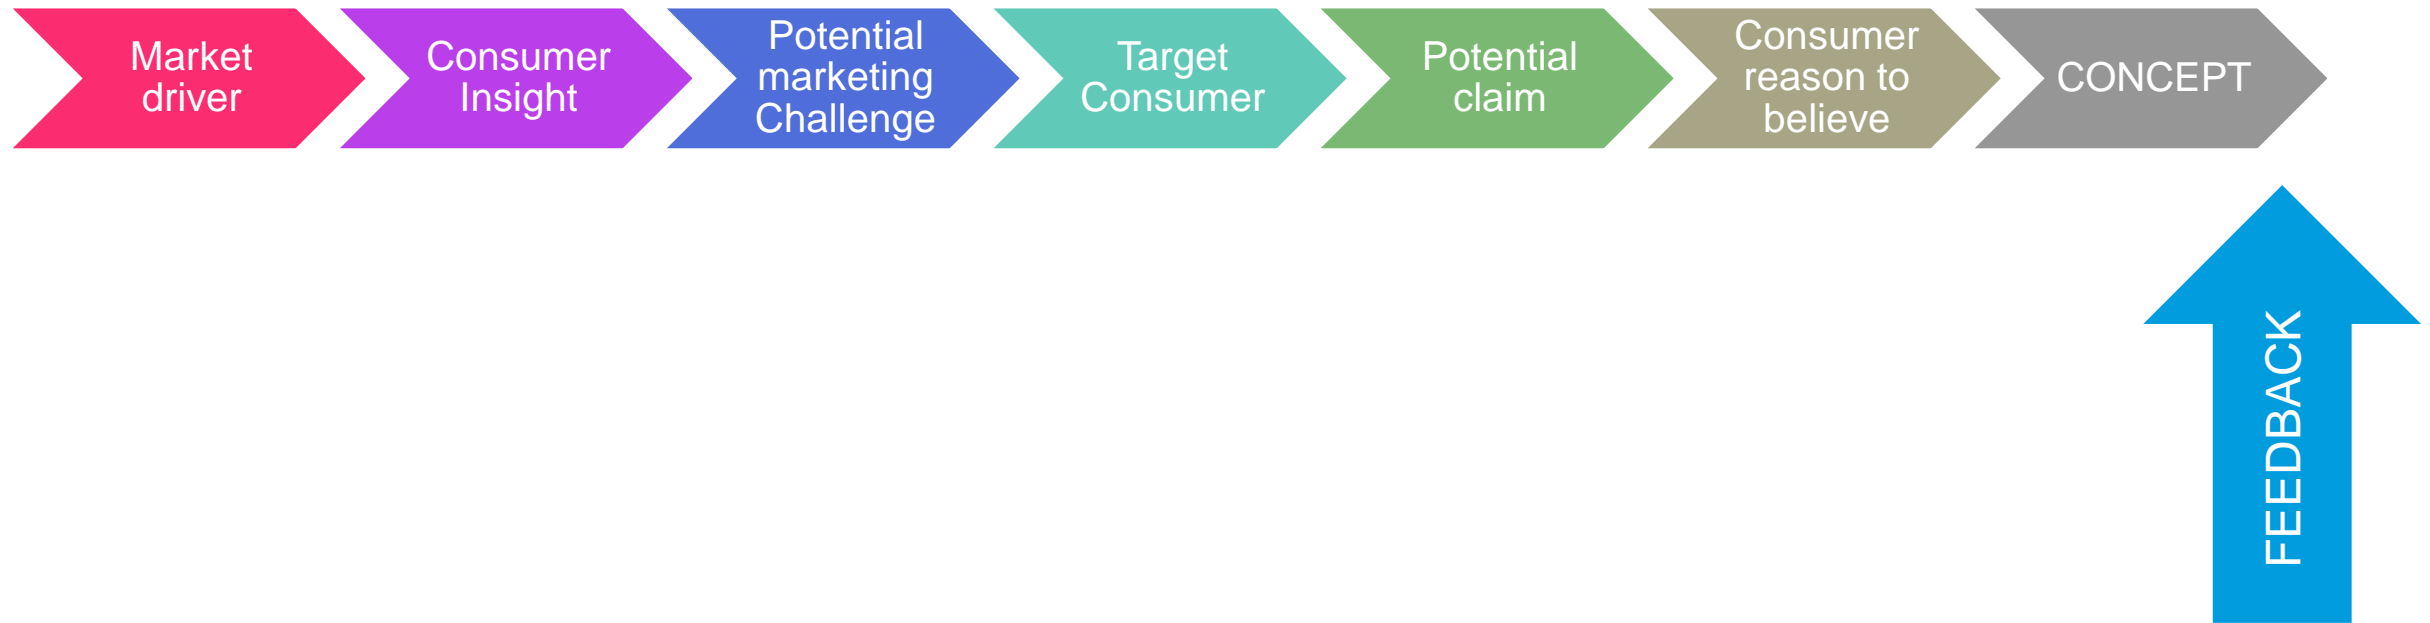 Market
driver
Consumer
Insight
Potential
marketing
Challenge
Target
Consumer
Potential
claim
Consumer
reason to
believe
CONCEPT
FEEDBACK